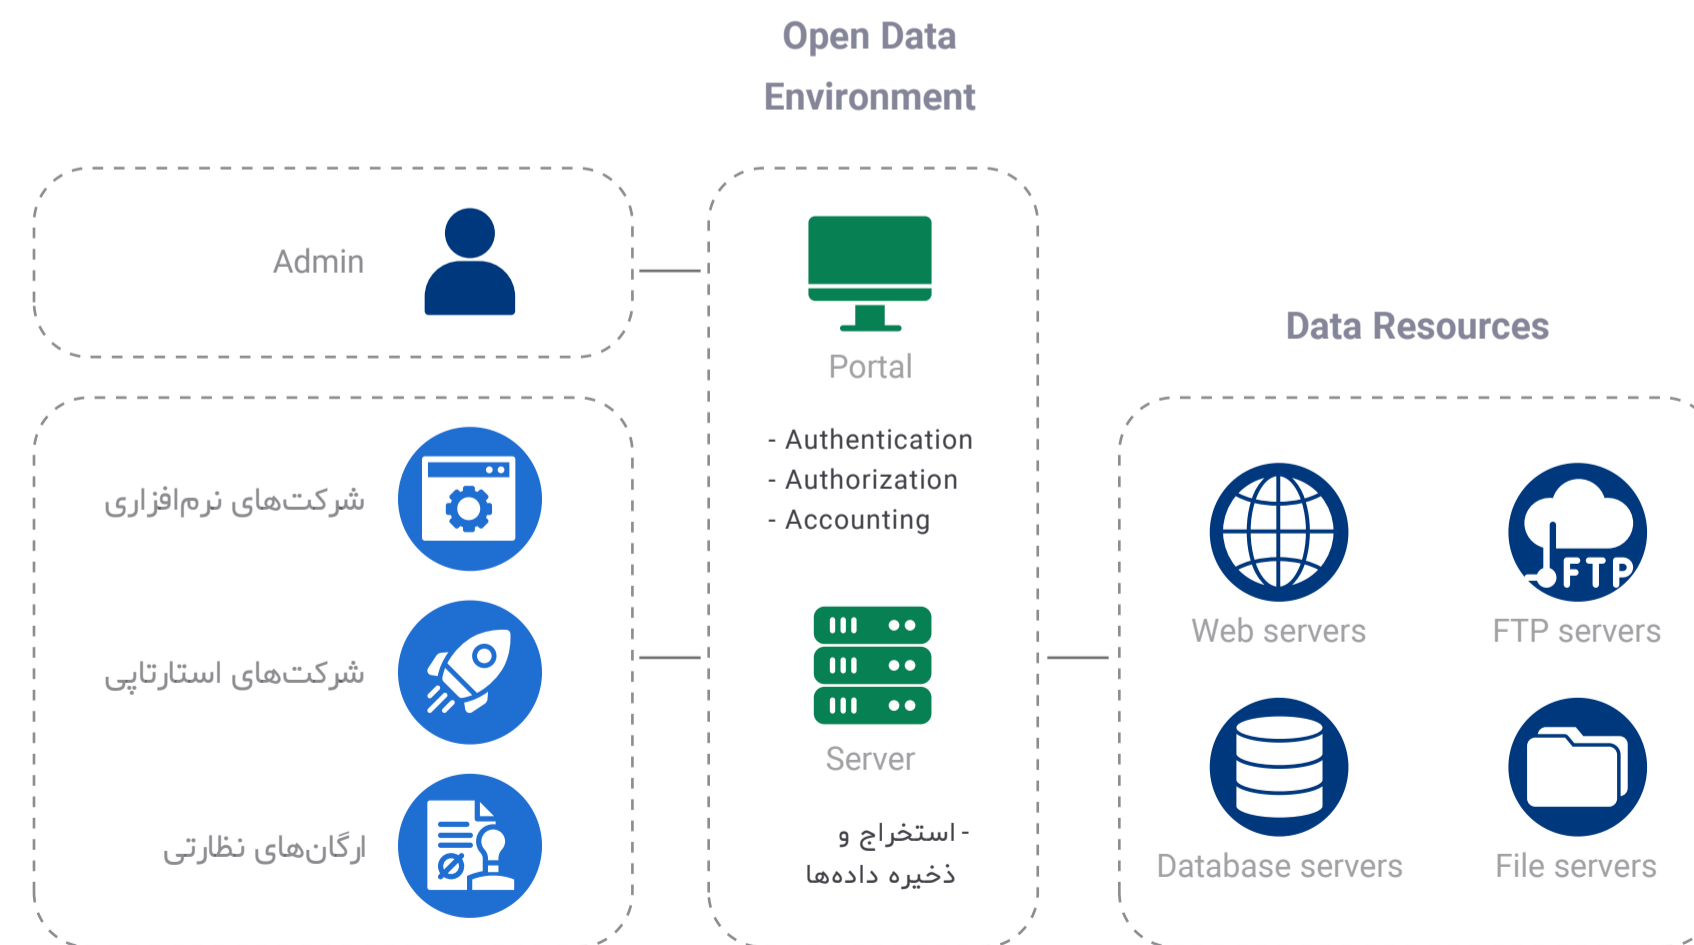 Open Data
Environment
Admin
Portal
Data Resources
- Authentication
- Authorization
- Accounting
شرکت‌های نرم‌افزاری
FTP
Web servers
FTP servers
شرکت‌های استارتاپی
Server
ارگان‌های نظارتی
- استخراج و
ذخیره داده‌ها
Database servers
File servers